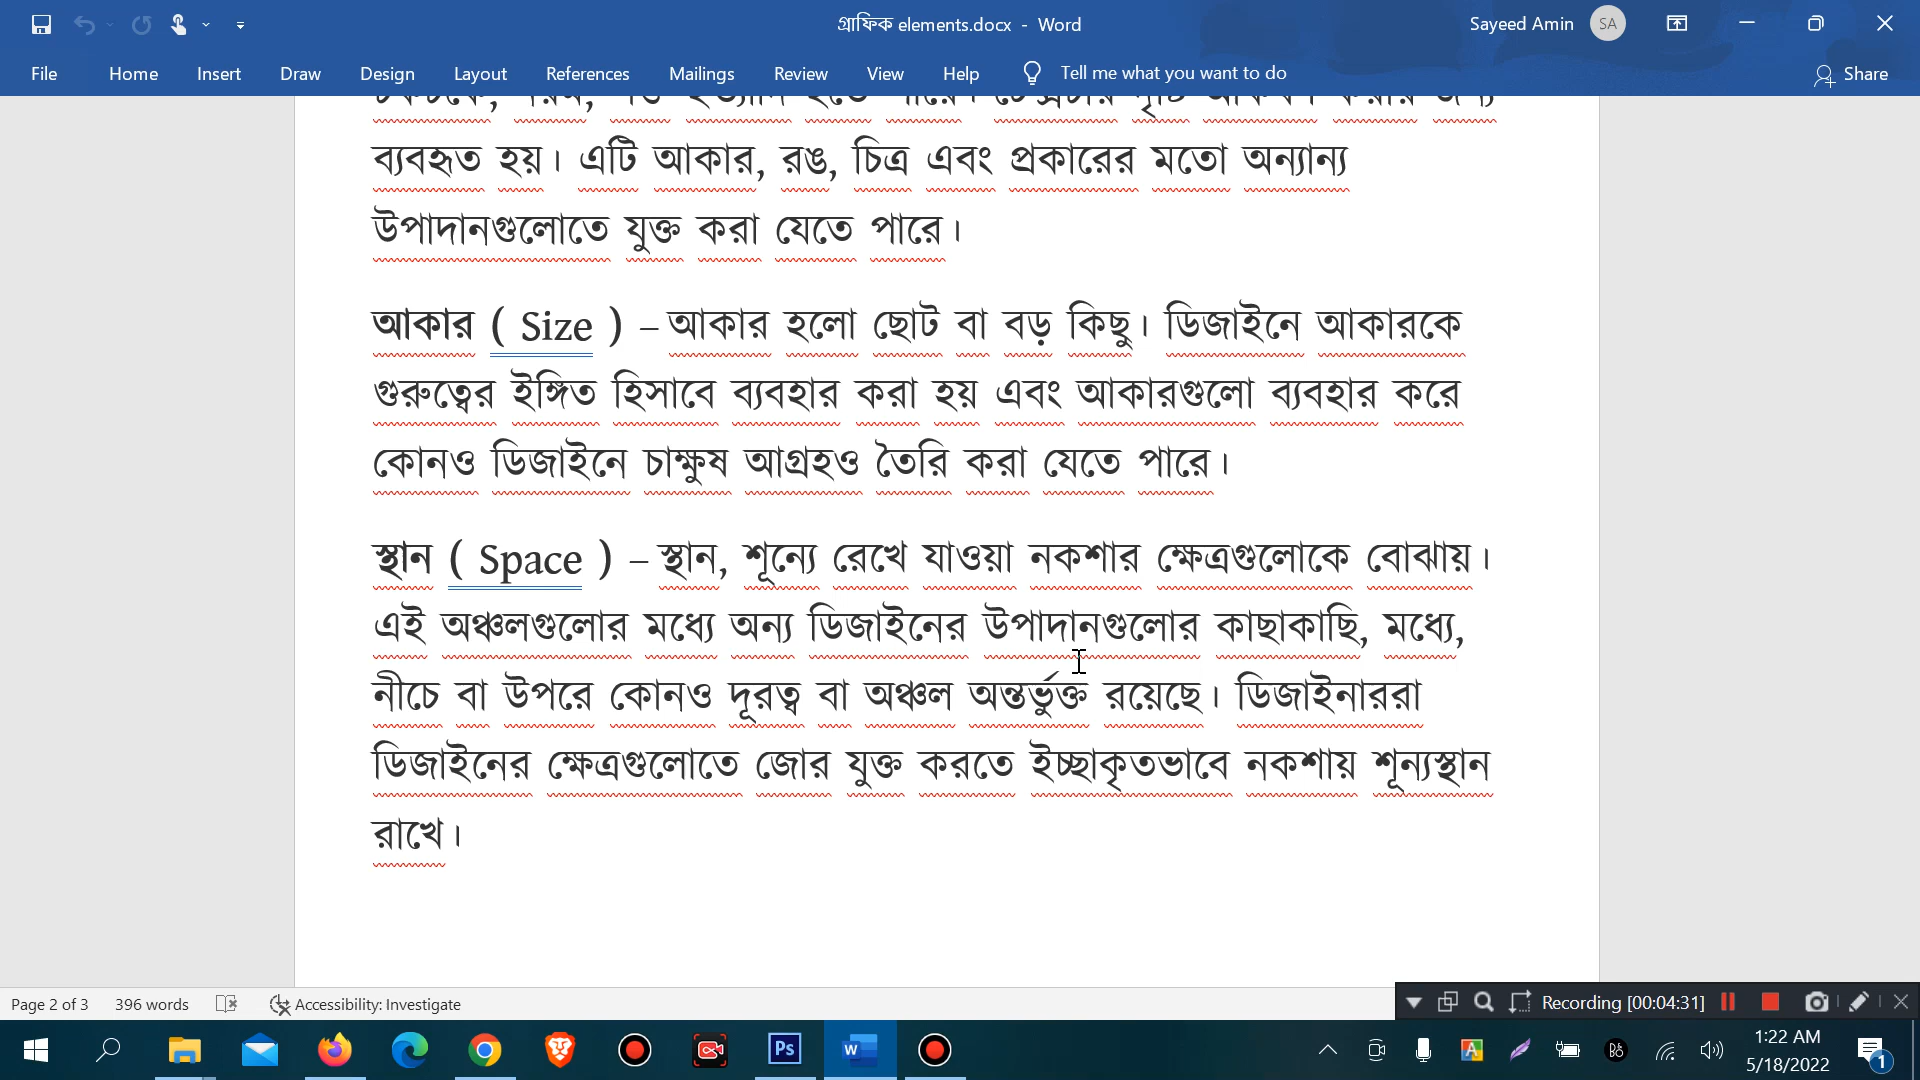 গ্রাফিক elements.docx - Word
Sayeed Amin SA
File Home Insert Draw Design Layout References Mailings Review View Help Tell me what you want to do Share
ব্যবহৃত হয়। এটি আকার, রঙ, চিত্র এবং প্রকারের মতো অন্যান্য
উপাদানগুলোতে যুক্ত করা যেতে পারে।
আকার ( Size ) – আকার হলো ছোট বা বড় কিছু। ডিজাইনে আকারকে
গুরুত্বের ইঙ্গিত হিসাবে ব্যবহার করা হয় এবং আকারগুলো ব্যবহার করে
কোনও ডিজাইনে চাক্ষুষ আগ্রহও তৈরি করা যেতে পারে।
স্থান ( Space ) – স্থান, শূন্যে রেখে যাওয়া নকশার ক্ষেত্রগুলোকে বোঝায়।
এই অঞ্চলগুলোর মধ্যে অন্য ডিজাইনের উপাদানগুলোর কাছাকাছি, মধ্যে,
নীচে বা উপরে কোনও দূরত্ব বা অঞ্চল অন্তর্ভুক্ত রয়েছে। ডিজাইনাররা
ডিজাইনের ক্ষেত্রগুলোতে জোর যুক্ত করতে ইচ্ছাকৃতভাবে নকশায় শূন্যস্থান
রাখে।
Page 2 of 3 396 words Accessibility: Investigate
Recording [00:04:31]
1:22 AM
5/18/2022
1